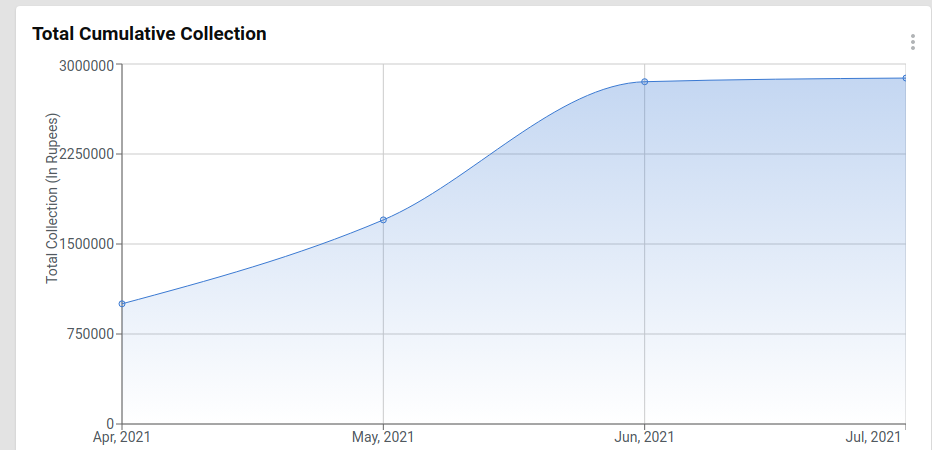 Total Cumulative Collection
Total Collection (In Rupees)
3000000
2250000
1500000
750000
0
Apr, 2021
May, 2021
Jun, 2021
Jul, 2021